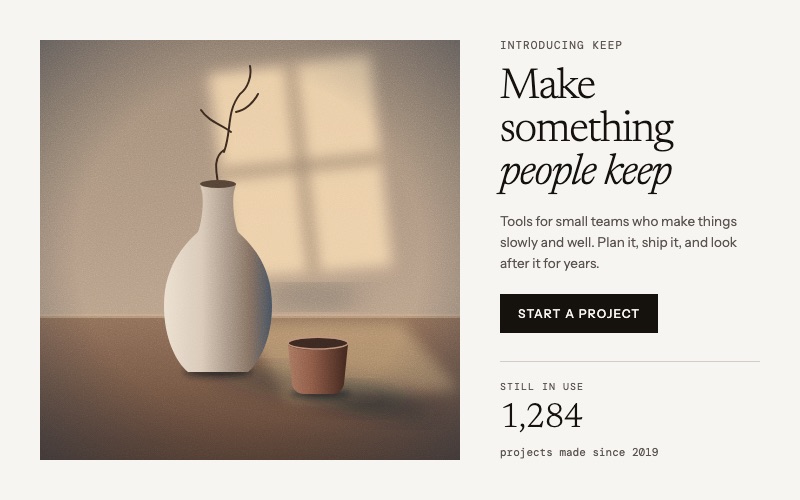 INTRODUCING KEEP
Make
something
people keep
Tools for small teams who make things
slowly and well. Plan it, ship it, and look
after it for years.
START A PROJECT
STILL IN USE
1,284
projects made since 2019